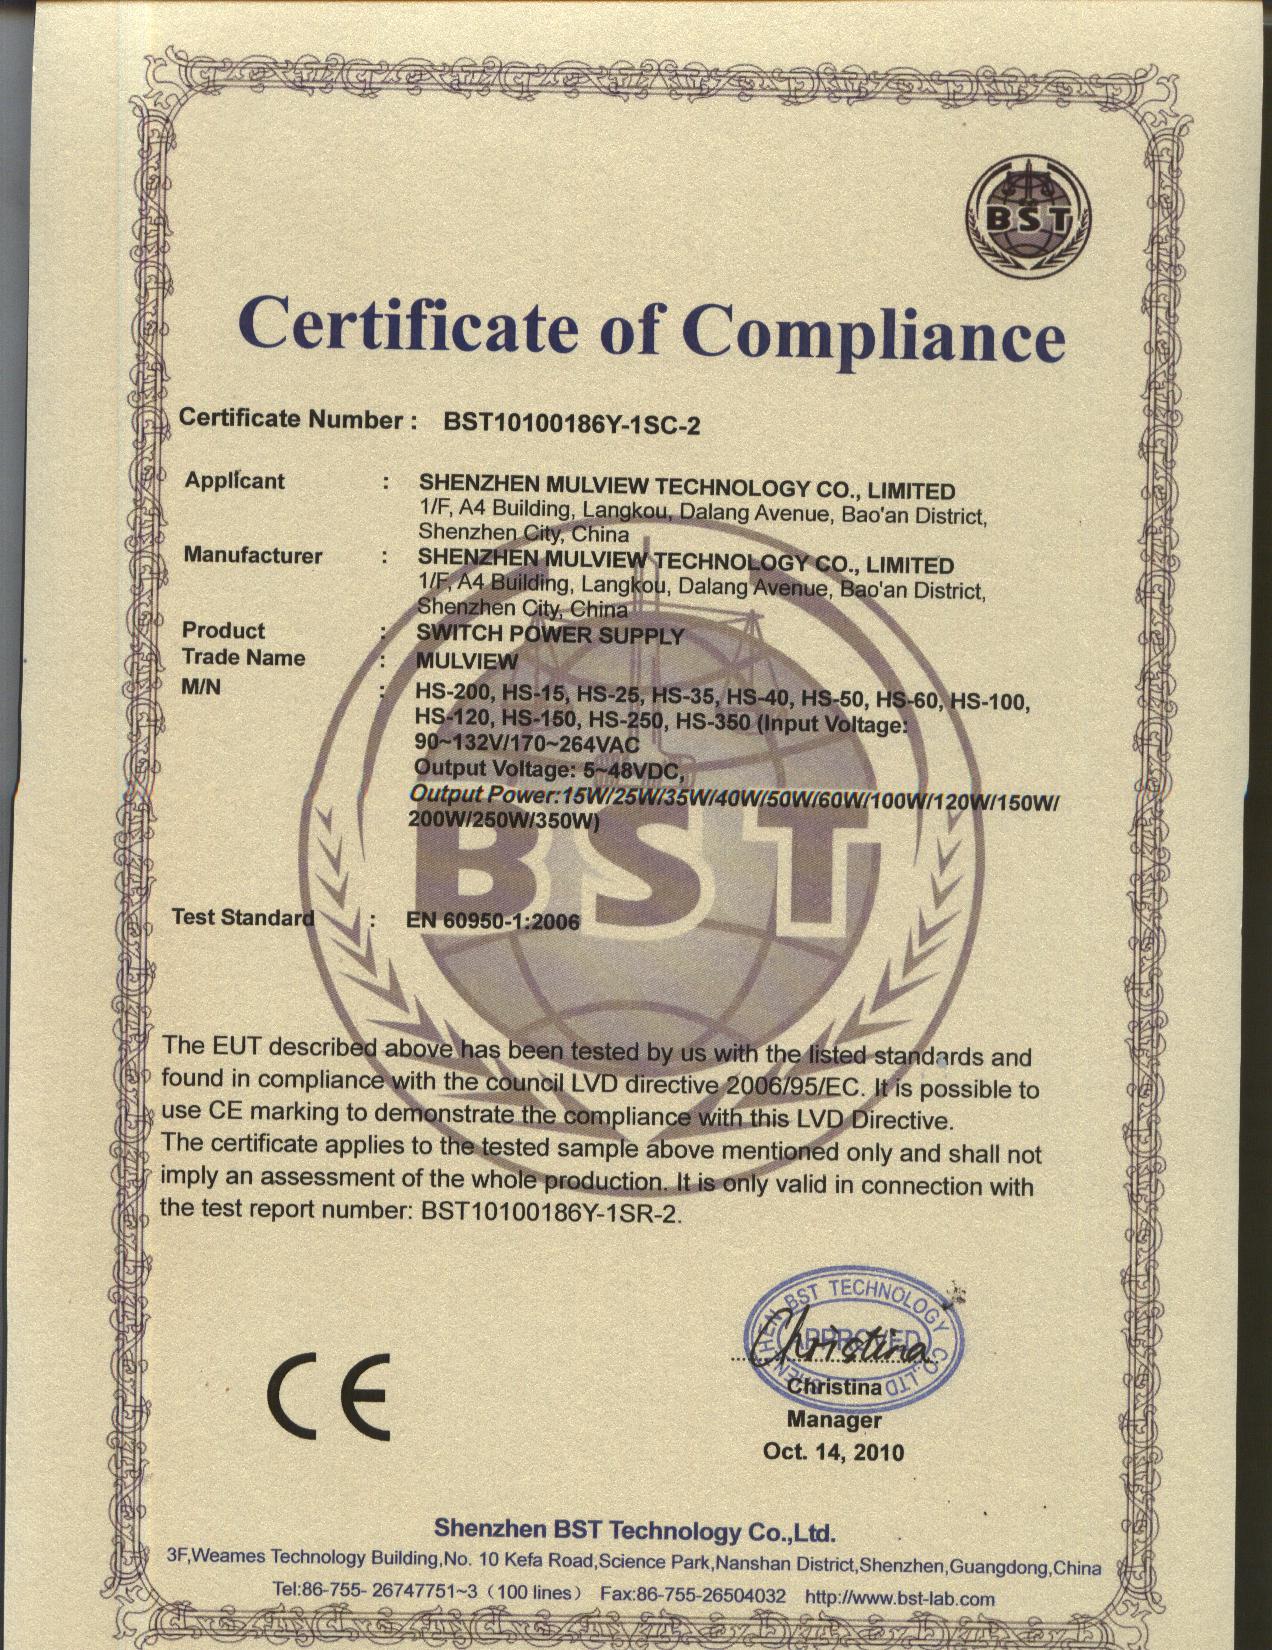 BST
Certificate of Compliance
Certificate Number : BST10100186Y-1SC-2
Applicant : SHENZHEN MULVIEW TECHNOLOGY CO., LIMITED
1/F, A4 Building, Langkou, Dalang Avenue, Bao'an District,
Shenzhen City, China
Manufacturer : SHENZHEN MULVIEW TECHNOLOGY CO., LIMITED
1/F, A4 Building, Langkou, Dalang Avenue, Bao'an District,
Shenzhen City, China
Product : SWITCH POWER SUPPLY
Trade Name : MULVIEW
M/N : HS-200, HS-15, HS-25, HS-35, HS-40, HS-50, HS-60, HS-100,
HS-120, HS-150, HS-250, HS-350 (Input Voltage:
90~132V/170~264VAC
Output Voltage: 5~48VDC,
Output Power:15W/25W/35W/40W/50W/60W/100W/120W/150W/
200W/250W/350W)
BST
Test Standard : EN 60950-1:2006
The EUT described above has been tested by us with the listed standards and
found in compliance with the council LVD directive 2006/95/EC. It is possible to
use CE marking to demonstrate the compliance with this LVD Directive.
The certificate applies to the tested sample above mentioned only and shall not
imply an assessment of the whole production. It is only valid in connection with
the test report number: BST10100186Y-1SR-2.
CE
SHENZHEN BST TECHNOLOGY CO.,LTD
APPROVED
Christina
Christina
Manager
Oct. 14, 2010
Shenzhen BST Technology Co.,Ltd.
3F,Weames Technology Building,No. 10 Kefa Road,Science Park,Nanshan District,Shenzhen,Guangdong,China
Tel:86-755- 26747751~3（100 lines） Fax:86-755-26504032 http://www.bst-lab.com